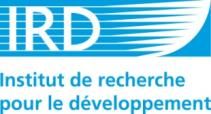 IRD
Institut de recherche
pour le développement